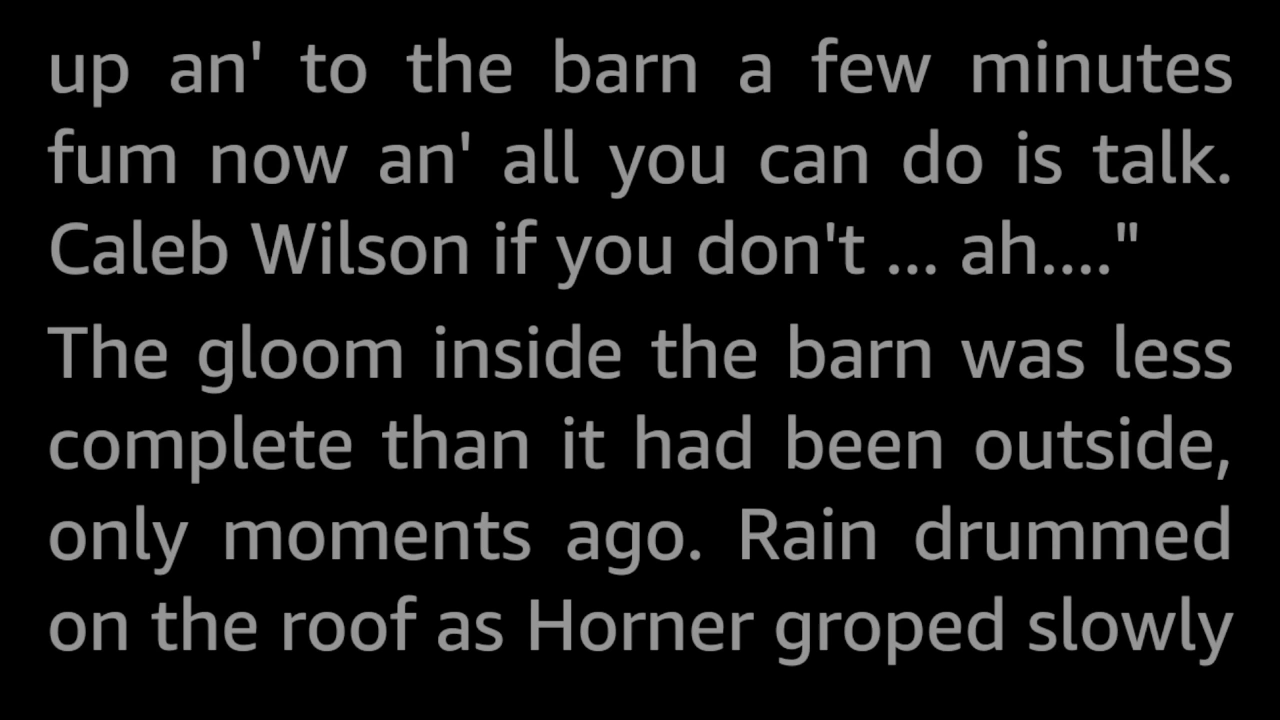 up an' to the barn a few minutes
fum now an' all you can do is talk.
Caleb Wilson if you don't ... ah...."
The gloom inside the barn was less
complete than it had been outside,
only moments ago. Rain drummed
on the roof as Horner groped slowly